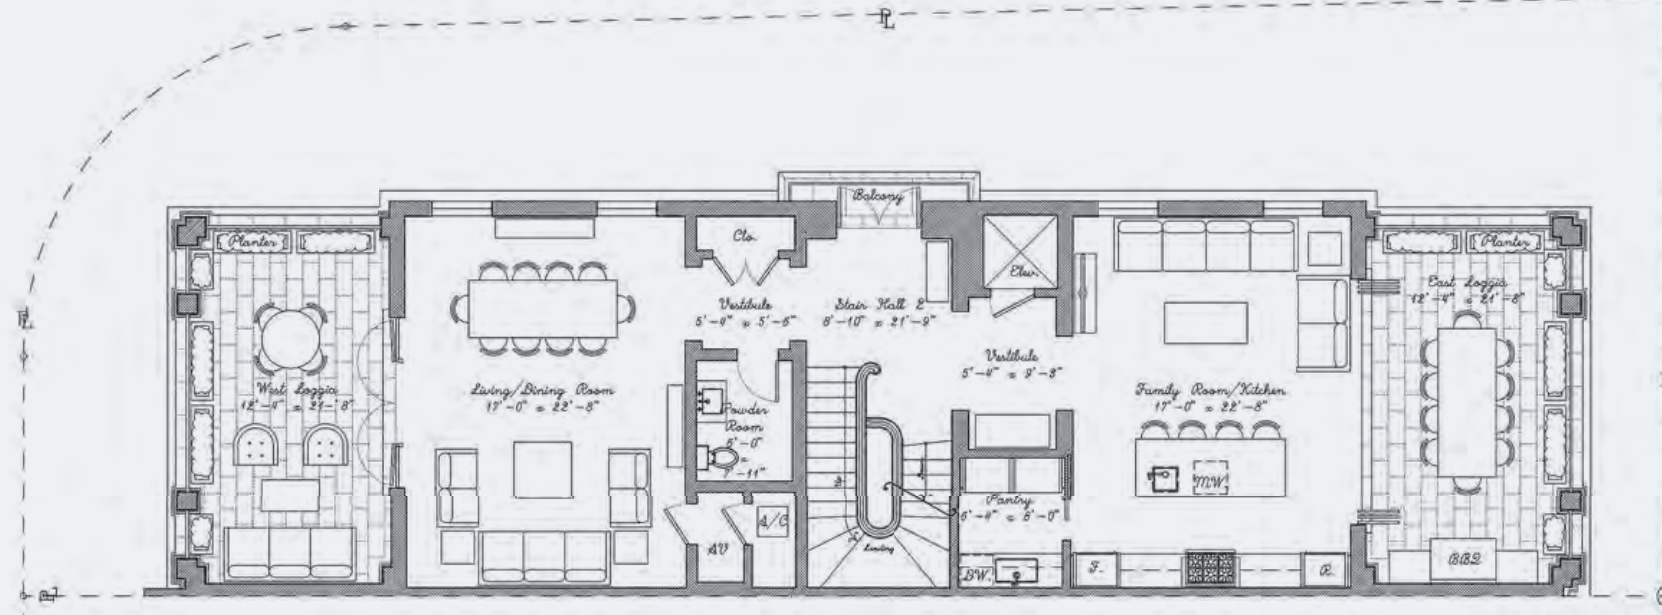 PL
Balcony
Planter
Clo.
Elev.
Planter
PL
Vestibule
5'-4" x 5'-6"
Stair Hall 2
8'-10" x 21'-9"
East Loggia
12'-4" x 21'-8"
Vestibule
5'-4" x 9'-8"
West Loggia
12'-4" x 21'-8"
Living/Dining Room
17'-0" x 22'-8"
Powder
Room
5'-0"
x
7'-11"
Family Room/Kitchen
17'-0" x 22'-8"
MW.
Pantry
6'-4" x 8'-0"
A/C
AV
Landing
DW.
F.
R.
BBQ
PL